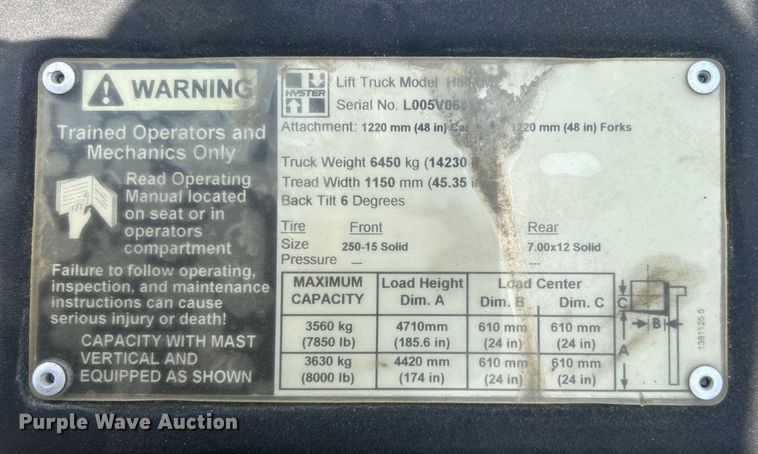 WARNING
Trained Operators and
Mechanics Only
Read Operating
Manual located
on seat or in
operators
compartment
Failure to follow operating,
inspection, and maintenance
instructions can cause
serious injury or death!
CAPACITY WITH MAST
VERTICAL AND
EQUIPPED AS SHOWN
HYSTER
Lift Truck Model
Serial No.
Attachment: 1220 mm (48 in) 1220 mm (48 in) Forks
Truck Weight 6450 kg (14230
Tread Width 1150 mm (45.35
Back Tilt 6 Degrees
Tire Front Rear
Size 250-15 Solid 7.00x12 Solid
Pressure --- ---
MAXIMUM CAPACITY Load Height Dim. A Load Center Dim. B Dim. C
3560 kg 4710mm 610 mm 610 mm
(7850 lb) (185.6 in) (24 in) (24 in)
3630 kg 4420 mm 610 mm 610 mm
(8000 lb) (174 in) (24 in) (24 in)
C
B
A
1381125 5
Purple Wave Auction